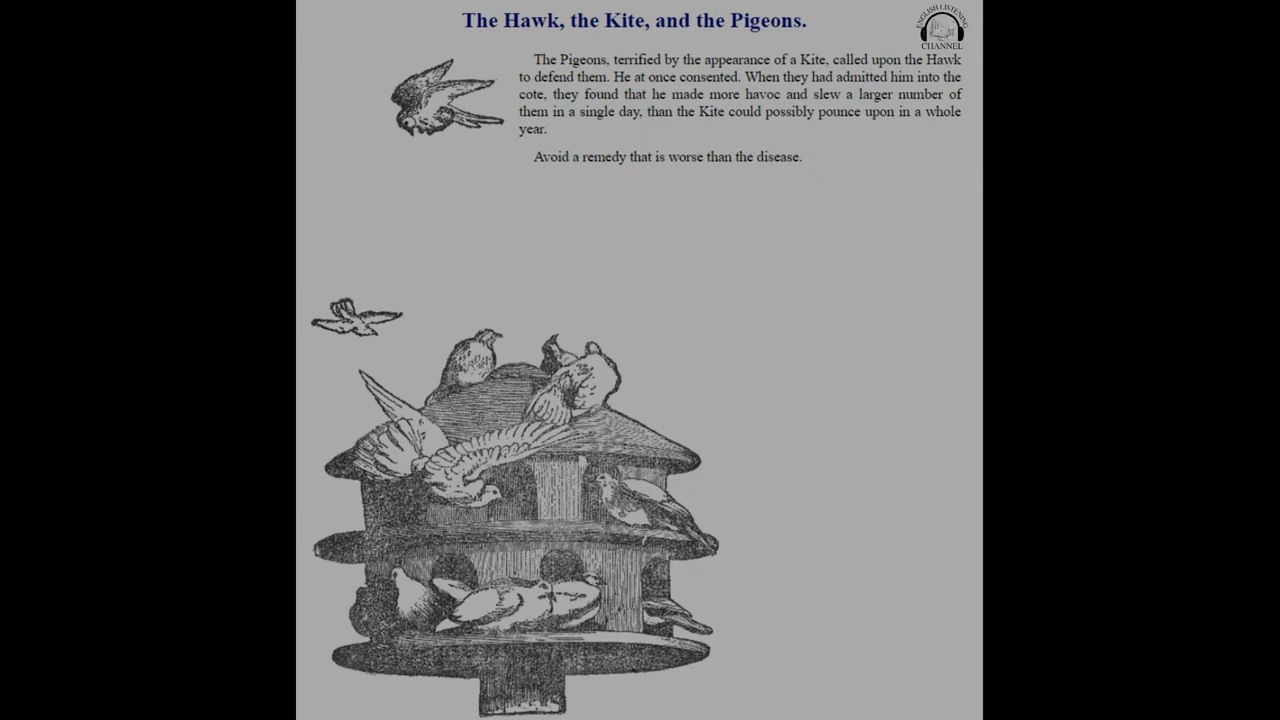 The Hawk, the Kite, and the Pigeons.
ENGLISH LISTENING
CHANNEL
The Pigeons, terrified by the appearance of a Kite, called upon the Hawk
to defend them. He at once consented. When they had admitted him into the
cote, they found that he made more havoc and slew a larger number of
them in a single day, than the Kite could possibly pounce upon in a whole
year.
Avoid a remedy that is worse than the disease.